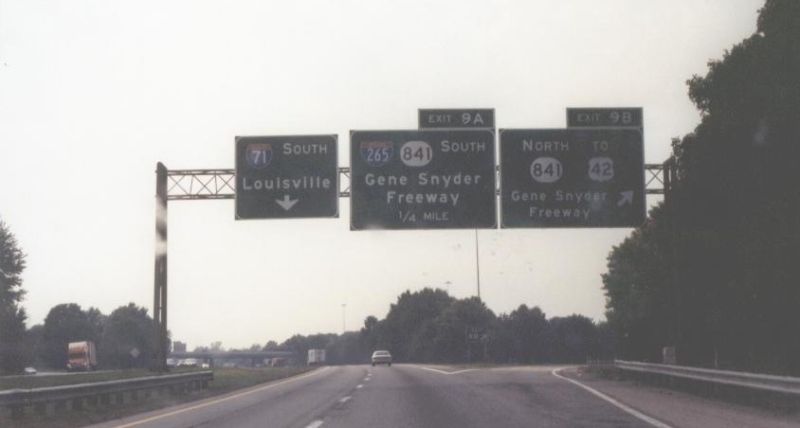 71 SOUTH
Louisville
EXIT 9A
265 841 SOUTH
Gene Snyder
Freeway
1/4 MILE
EXIT 9B
NORTH TO
841 42
Gene Snyder
Freeway